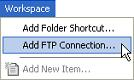 Workspace
Add Folder Shortcut...
Add FTP Connection...
Add New Item...